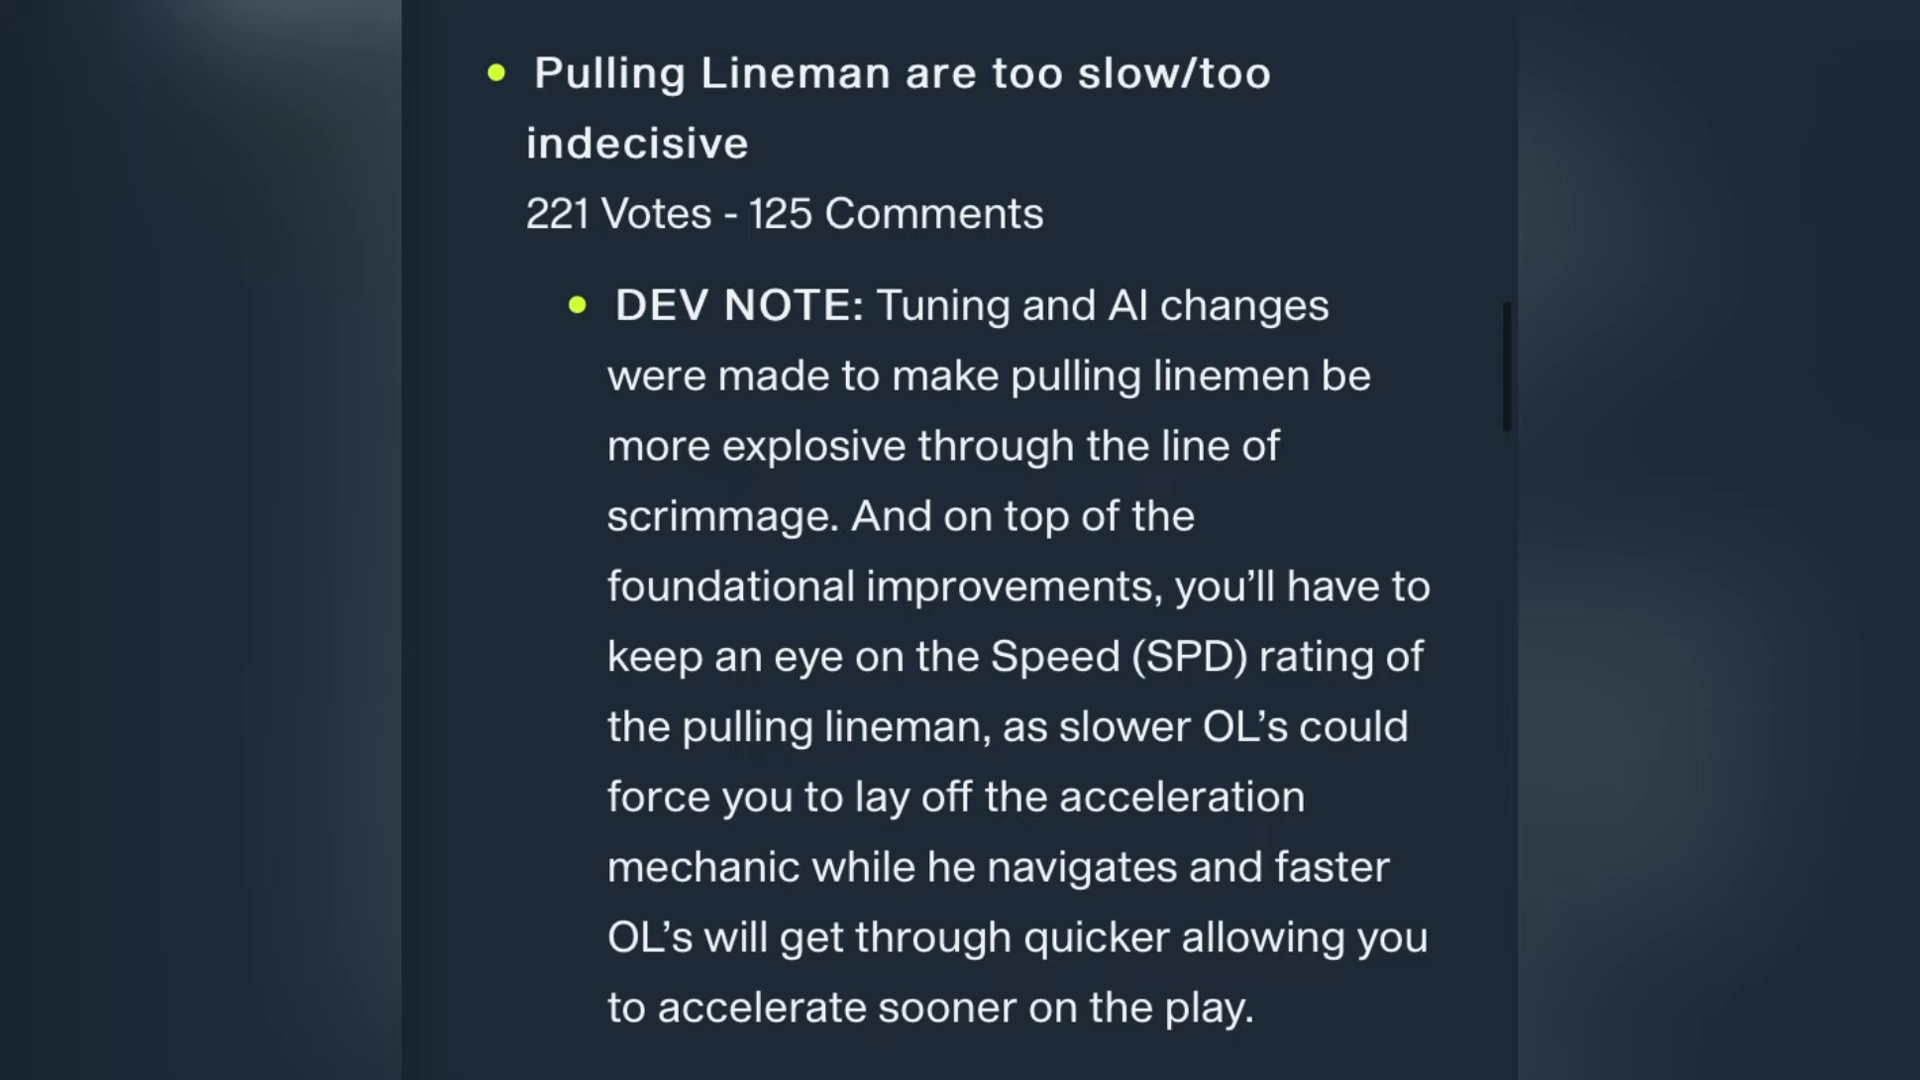 Pulling Lineman are too slow/too
indecisive
221 Votes - 125 Comments
DEV NOTE: Tuning and AI changes
were made to make pulling linemen be
more explosive through the line of
scrimmage. And on top of the
foundational improvements, you’ll have to
keep an eye on the Speed (SPD) rating of
the pulling lineman, as slower OL’s could
force you to lay off the acceleration
mechanic while he navigates and faster
OL’s will get through quicker allowing you
to accelerate sooner on the play.